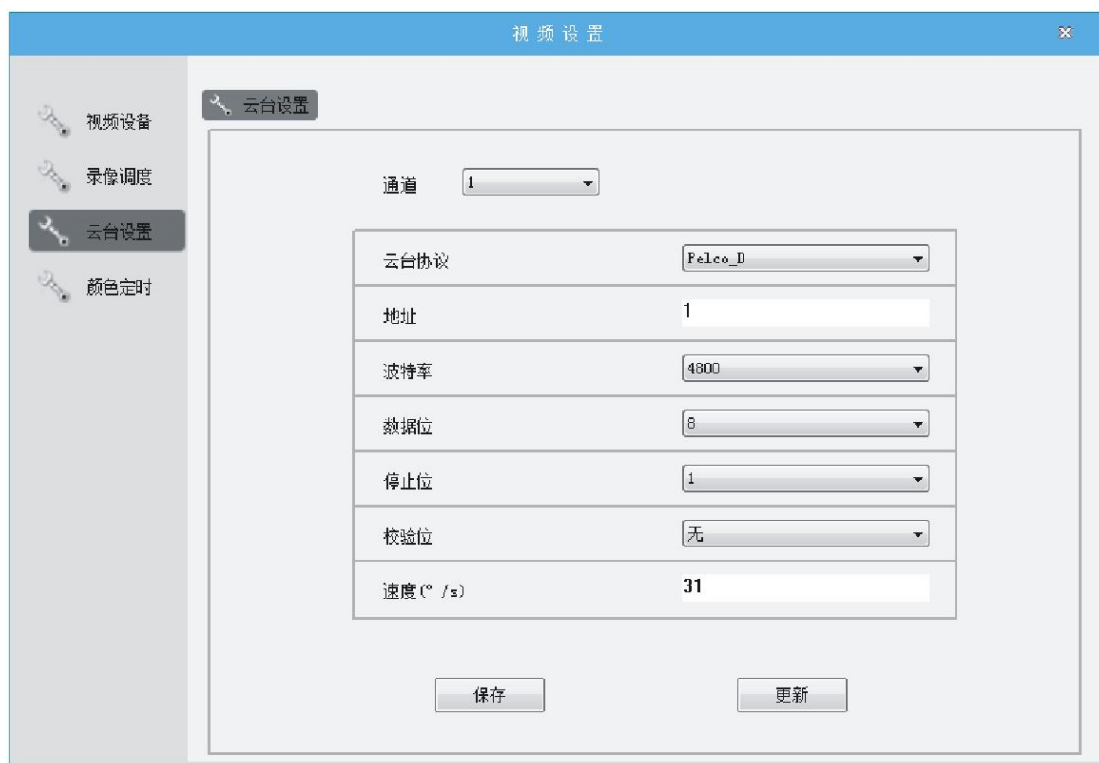 视频设置
视频设备
录像调度
云台设置
颜色定时
云台设置
通道 1
云台协议 Pelco_D
地址 1
波特率 4800
数据位 8
停止位 1
校验位 无
速度(° /s) 31
保存 更新